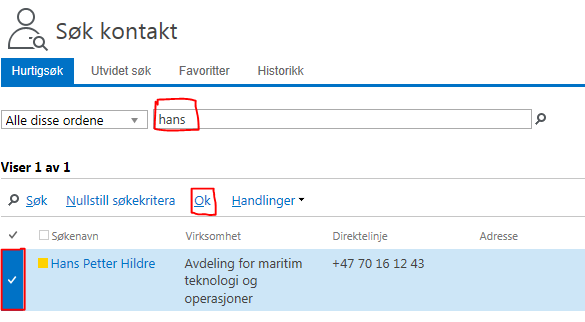 Søk kontakt
Hurtigsøk Utvidet søk Favoritter Historikk
Alle disse ordene hans
Viser 1 av 1
Søk Nullstill søkekritera Ok Handlinger
Søkenavn Virksomhet Direktelinje Adresse
Hans Petter Hildre Avdeling for maritim +47 70 16 12 43
teknologi og
operasjoner